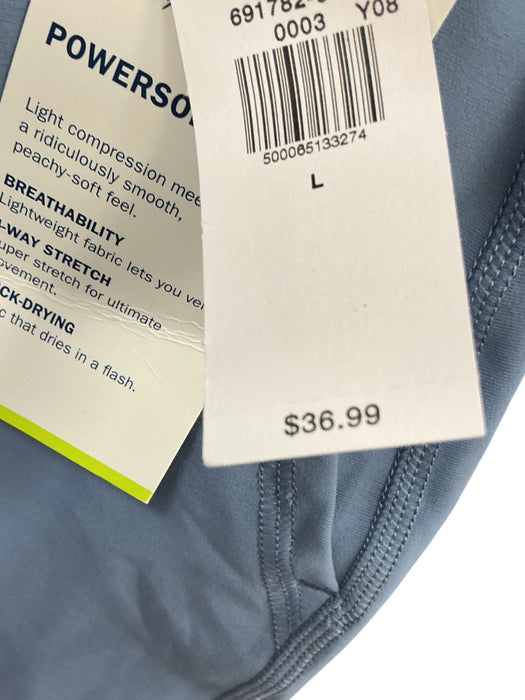 POWERSO
Light compression mee
a ridiculously smooth,
peachy-soft feel.
BREATHABILITY
Lightweight fabric lets you ve
-WAY STRETCH
uper stretch for ultimate
ovement.
CK-DRYING
c that dries in a flash.
691782-
0003 Y08
500065133274
L
$36.99